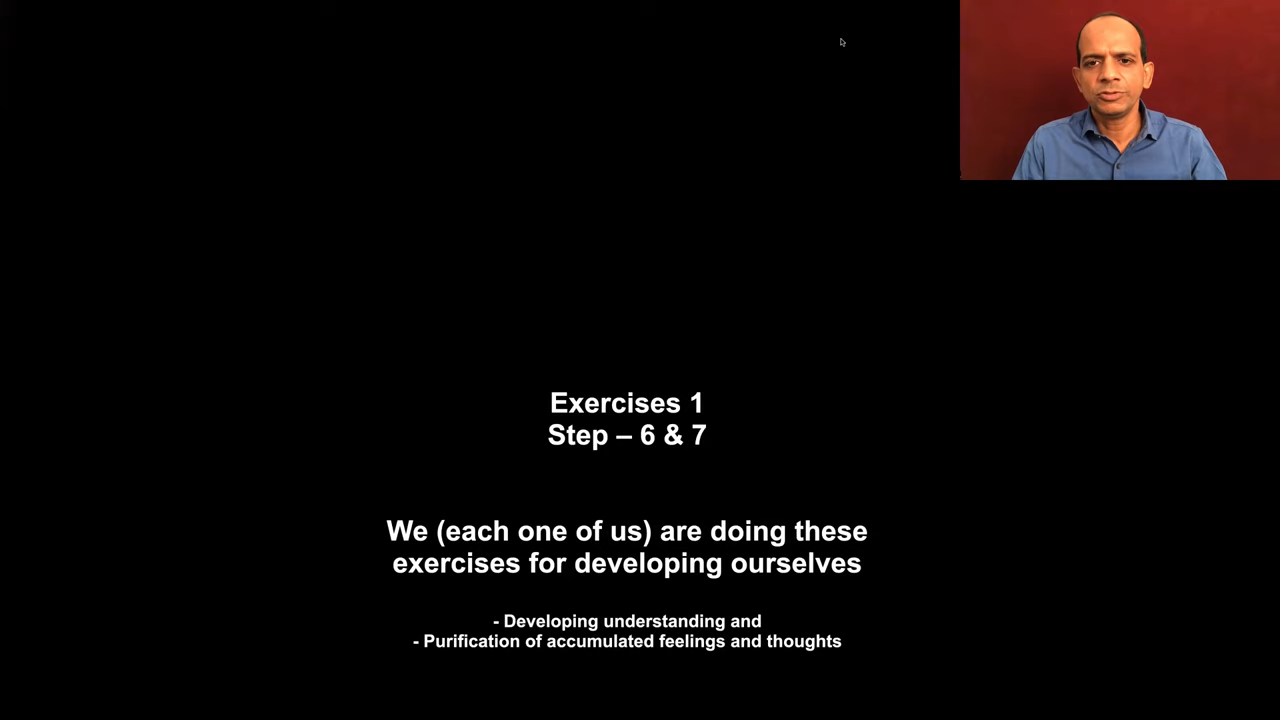 Exercises 1
Step – 6 & 7
We (each one of us) are doing these
exercises for developing ourselves
- Developing understanding and
- Purification of accumulated feelings and thoughts